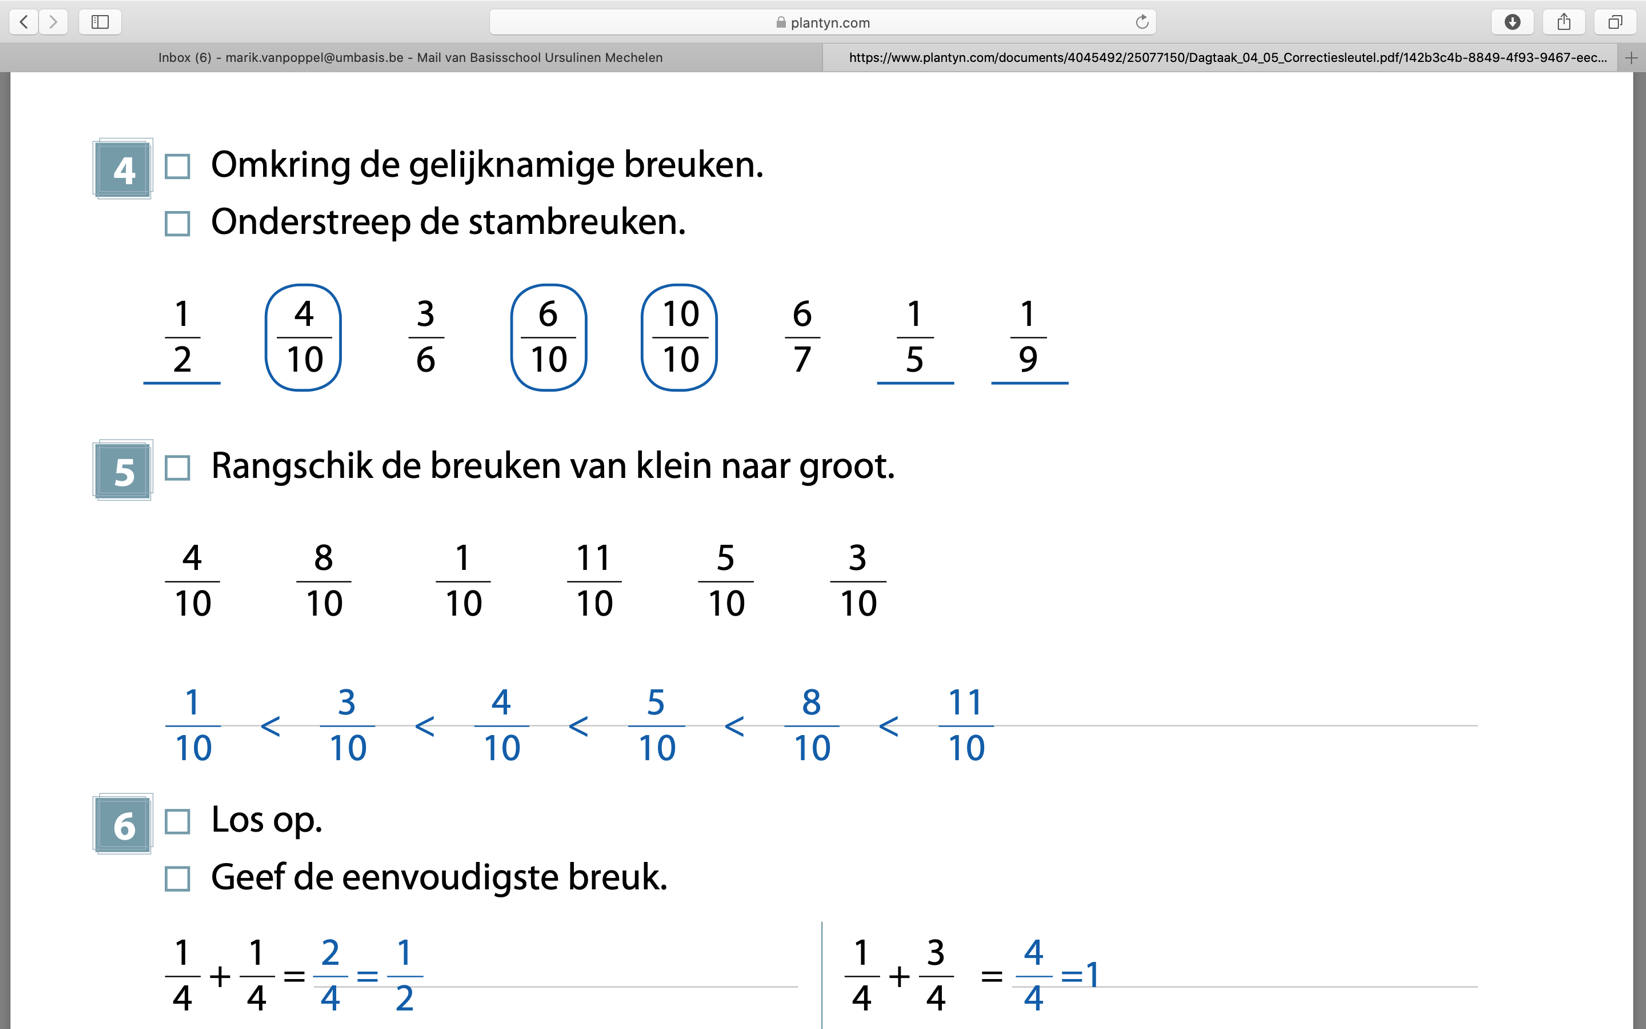 plantyn.com
Inbox (6) - marik.vanpoppel@umbasis.be - Mail van Basisschool Ursulinen Mechelen
https://www.plantyn.com/documents/4045492/25077150/Dagtaak_04_05_Correctiesleutel.pdf/142b3c4b-8849-4f93-9467-eec...
4 Omkring de gelijknamige breuken.
Onderstreep de stambreuken.
1/2 4/10 3/6 6/10 10/10 6/7 1/5 1/9
5 Rangschik de breuken van klein naar groot.
4/10 8/10 1/10 11/10 5/10 3/10
1/10 < 3/10 < 4/10 < 5/10 < 8/10 < 11/10
6 Los op.
Geef de eenvoudigste breuk.
1/4 + 1/4 = 2/4 = 1/2
1/4 + 3/4 = 4/4 =1